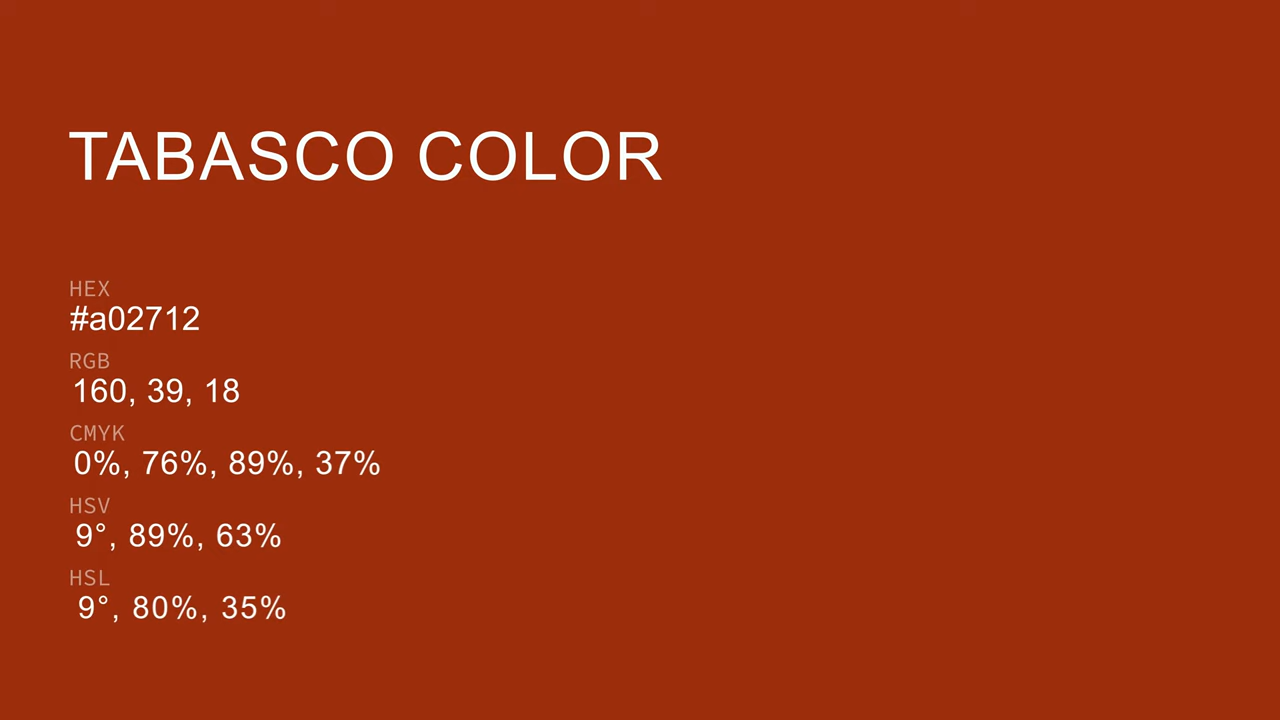 TABASCO COLOR
HEX
#a02712
RGB
160, 39, 18
CMYK
0%, 76%, 89%, 37%
HSV
9°, 89%, 63%
HSL
9°, 80%, 35%